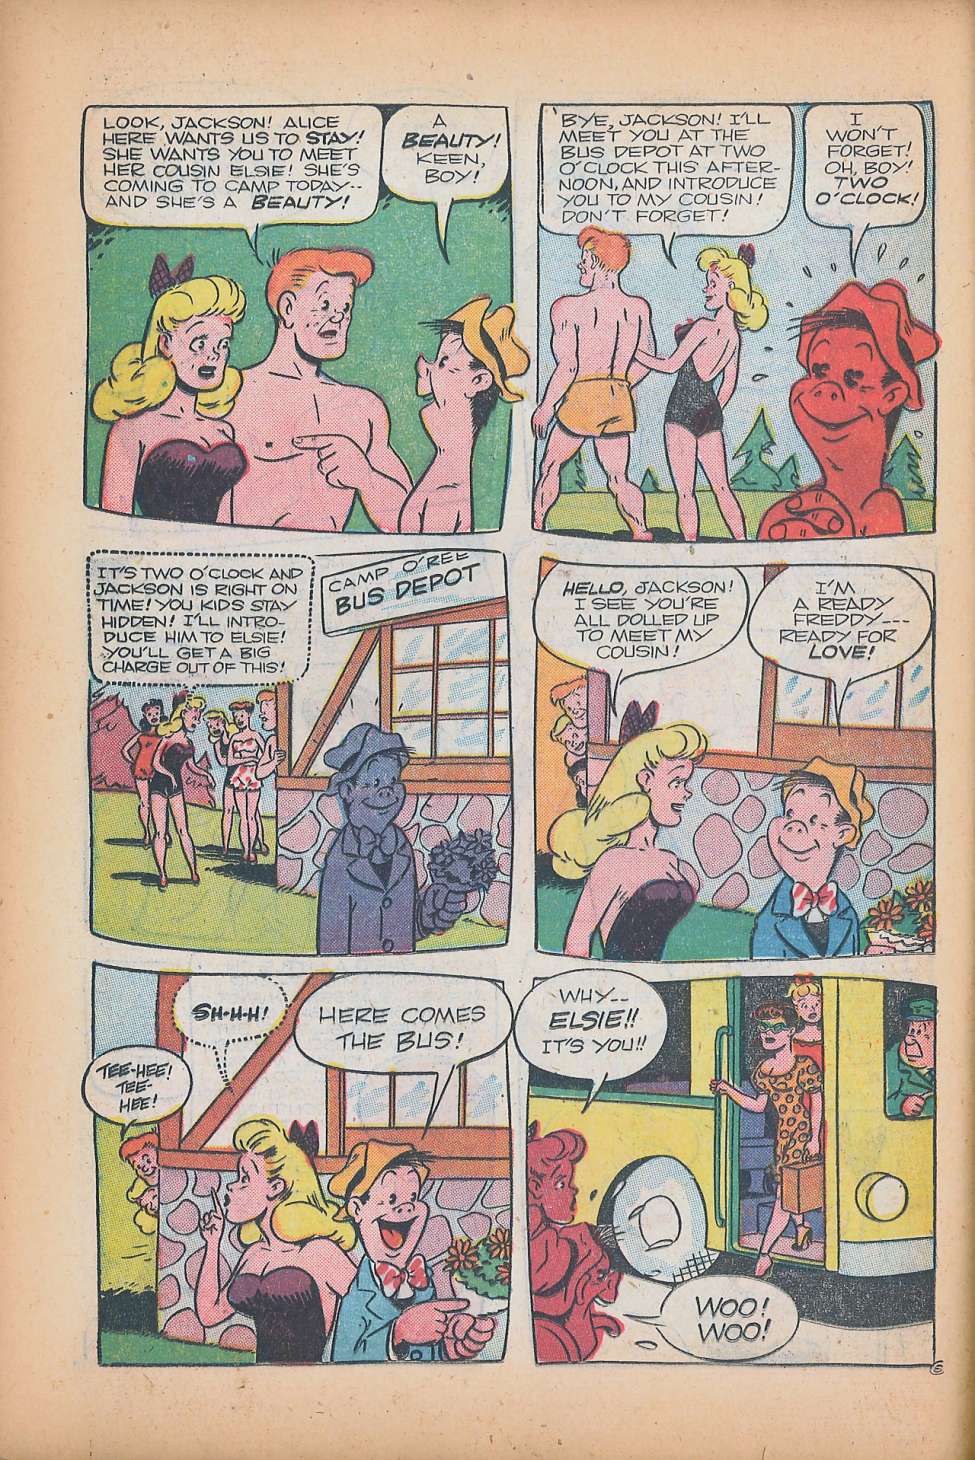 LOOK, JACKSON! ALICE
HERE WANTS US TO STAY!
SHE WANTS YOU TO MEET
HER COUSIN ELSIE! SHE'S
COMING TO CAMP TODAY--
AND SHE'S A BEAUTY!
A
BEAUTY!
KEEN,
BOY!
'BYE, JACKSON! I'LL
MEET YOU AT THE
BUS DEPOT AT TWO
O'CLOCK THIS AFTER-
NOON, AND INTRODUCE
YOU TO MY COUSIN!
DON'T FORGET!
I
WON'T
FORGET!
OH, BOY!
TWO
O'CLOCK!
IT'S TWO O'CLOCK AND
JACKSON IS RIGHT ON
TIME! YOU KIDS STAY
HIDDEN! I'LL INTRO-
DUCE HIM TO ELSIE!
YOU'LL GET A BIG
CHARGE OUT OF THIS!
CAMP O'REE
BUS DEPOT
HELLO, JACKSON!
I SEE YOU'RE
ALL DOLLED UP
TO MEET MY
COUSIN!
I'M
A READY
FREDDY---
READY FOR
LOVE!
TEE-HEE!
TEE-
HEE!
SH-H-H!
HERE COMES
THE BUS!
WHY--
ELSIE!!
IT'S YOU!!
WOO!
WOO!
6